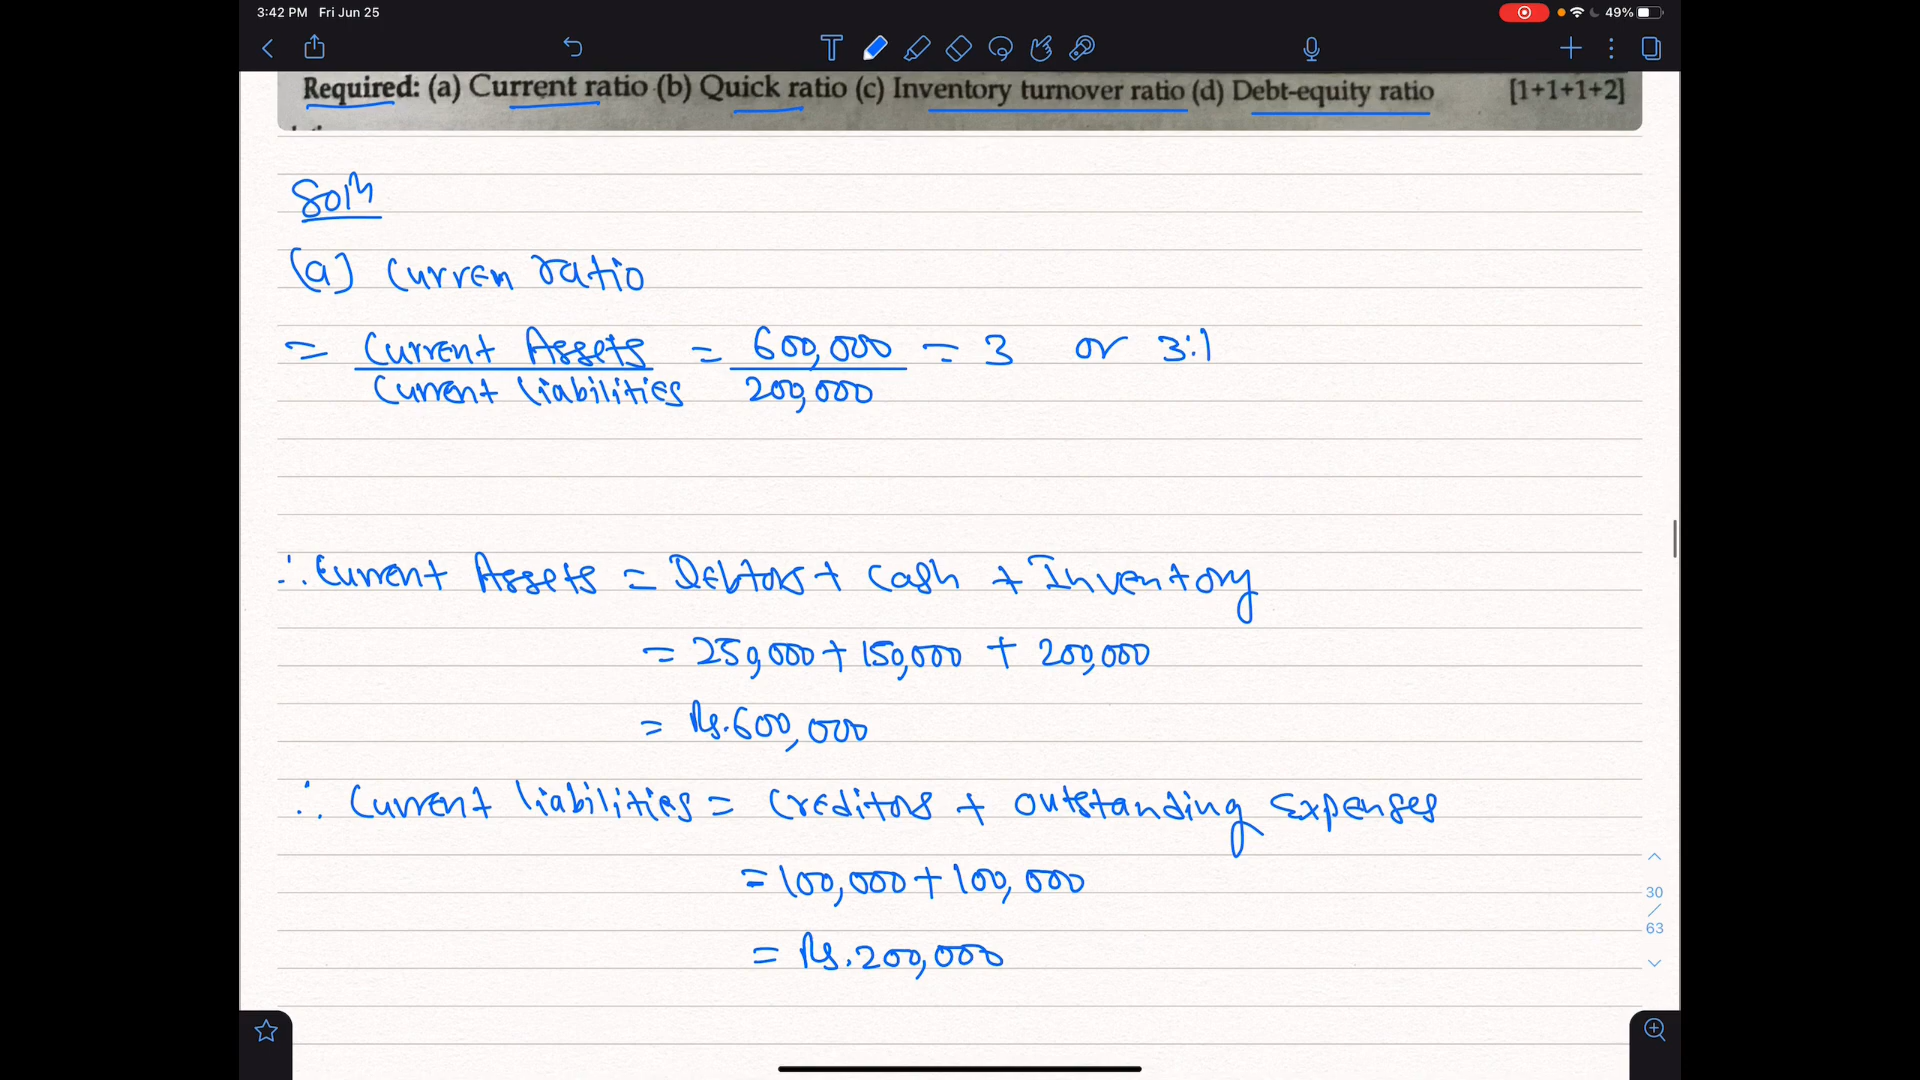 3:42 PM Fri Jun 25
49%
Required: (a) Current ratio (b) Quick ratio (c) Inventory turnover ratio (d) Debt-equity ratio [1+1+1+2]
Soln
(a) Curren ratio
= Current Assets / Current liabilities = 600,000 / 200,000 = 3 or 3:1
∴ Current Assets = Debtors + Cash + Inventory
= 250,000 + 150,000 + 200,000
= Rs.600,000
∴ Current liabilities = Creditors + Outstanding Expenses
= 100,000 + 100,000
= Rs.200,000
30
/
63